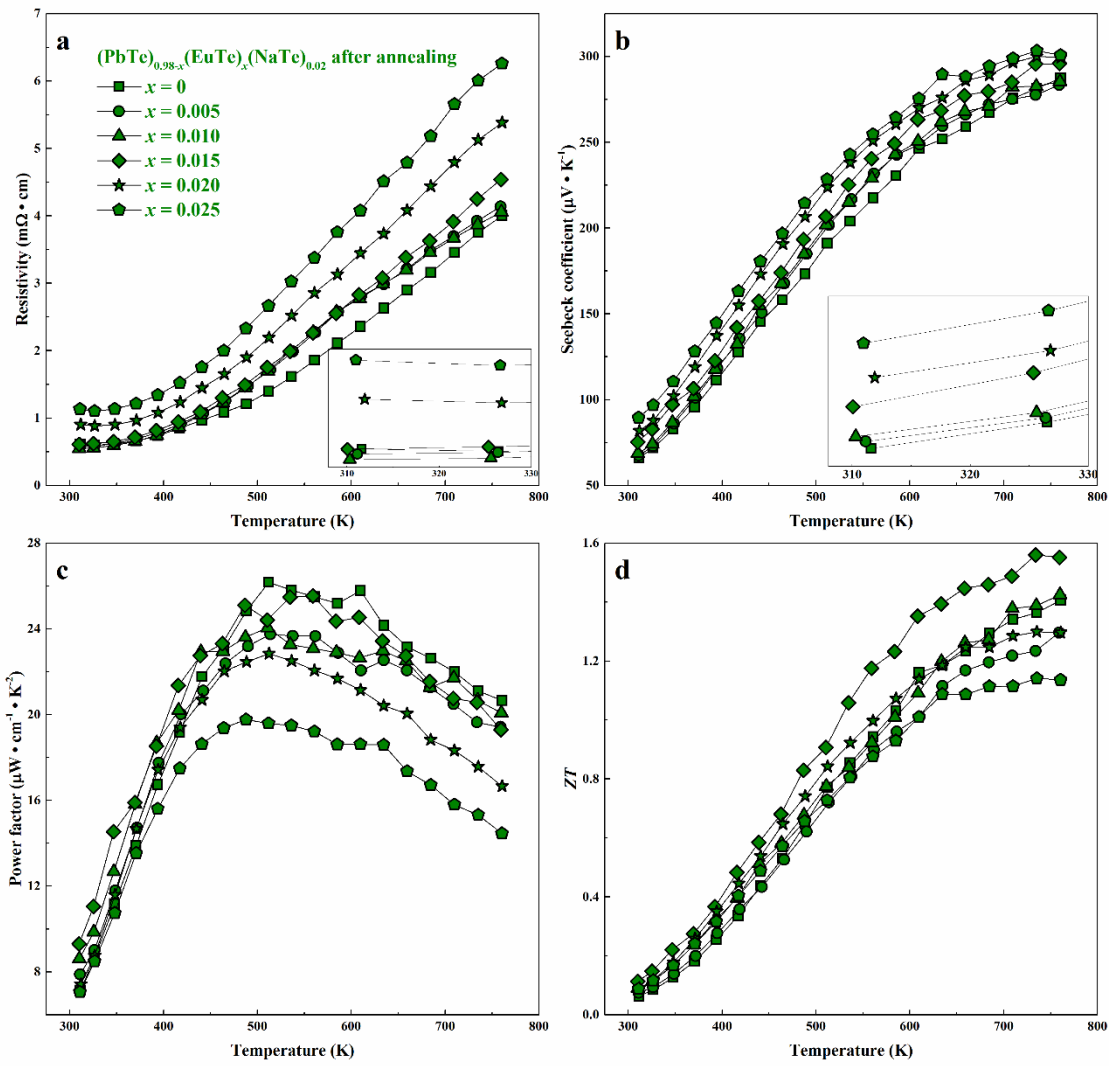 a
(PbTe)0.98-x(EuTe)x(NaTe)0.02 after annealing
x = 0
x = 0.005
x = 0.010
x = 0.015
x = 0.020
x = 0.025
Resistivity (mΩ • cm)
7
6
5
4
3
2
1
0
310 320 330
300 400 500 600 700 800
Temperature (K)
b
Seebeck coefficient (μV • K-1)
300
250
200
150
100
50
310 320 330
300 400 500 600 700 800
Temperature (K)
c
Power factor (μW • cm-1 • K-2)
28
24
20
16
12
8
300 400 500 600 700 800
Temperature (K)
d
ZT
1.6
1.2
0.8
0.4
0.0
300 400 500 600 700 800
Temperature (K)